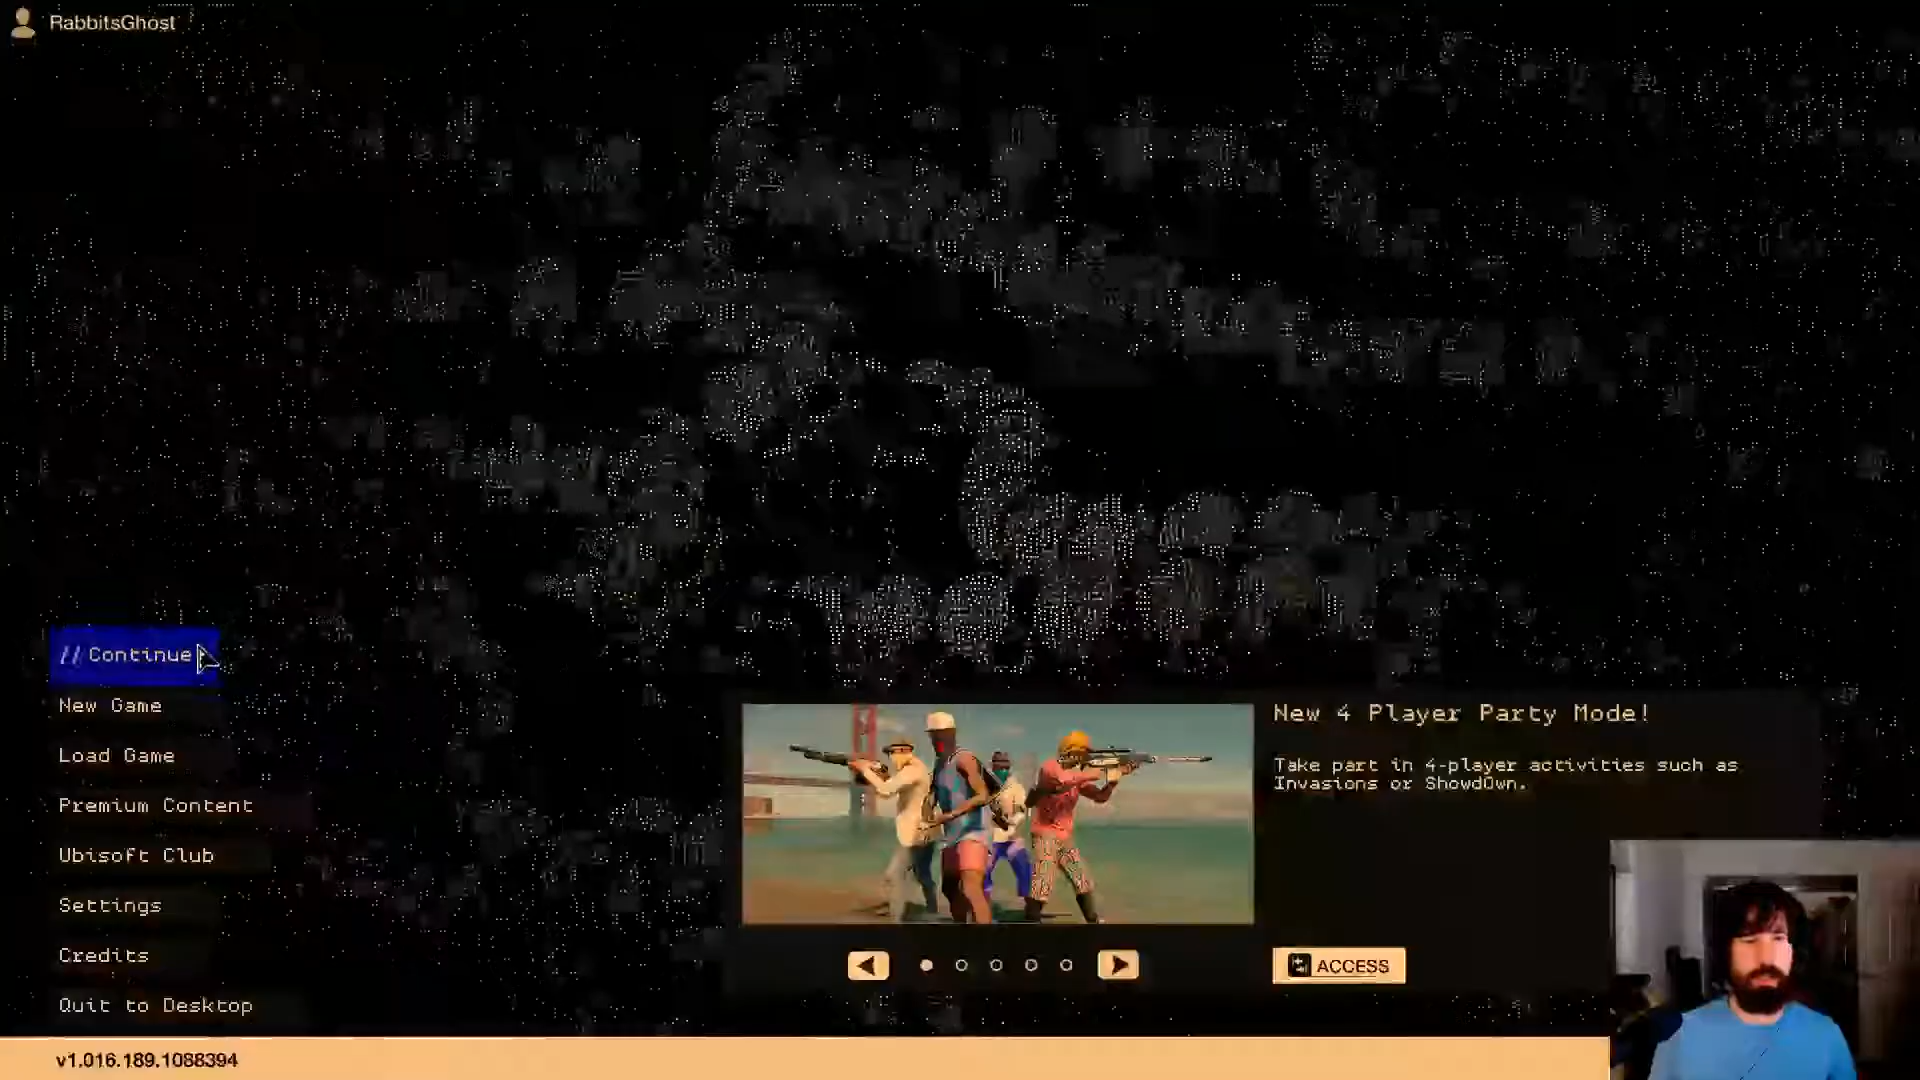 RabbitsGhost
// Continue
New Game
Load Game
Premium Content
Ubisoft Club
Settings
Credits
Quit to Desktop
New 4 Player Party Mode!
Take part in 4-player activities such as
Invasions or ShowdOwn.
ACCESS
v1.016.189.1088394